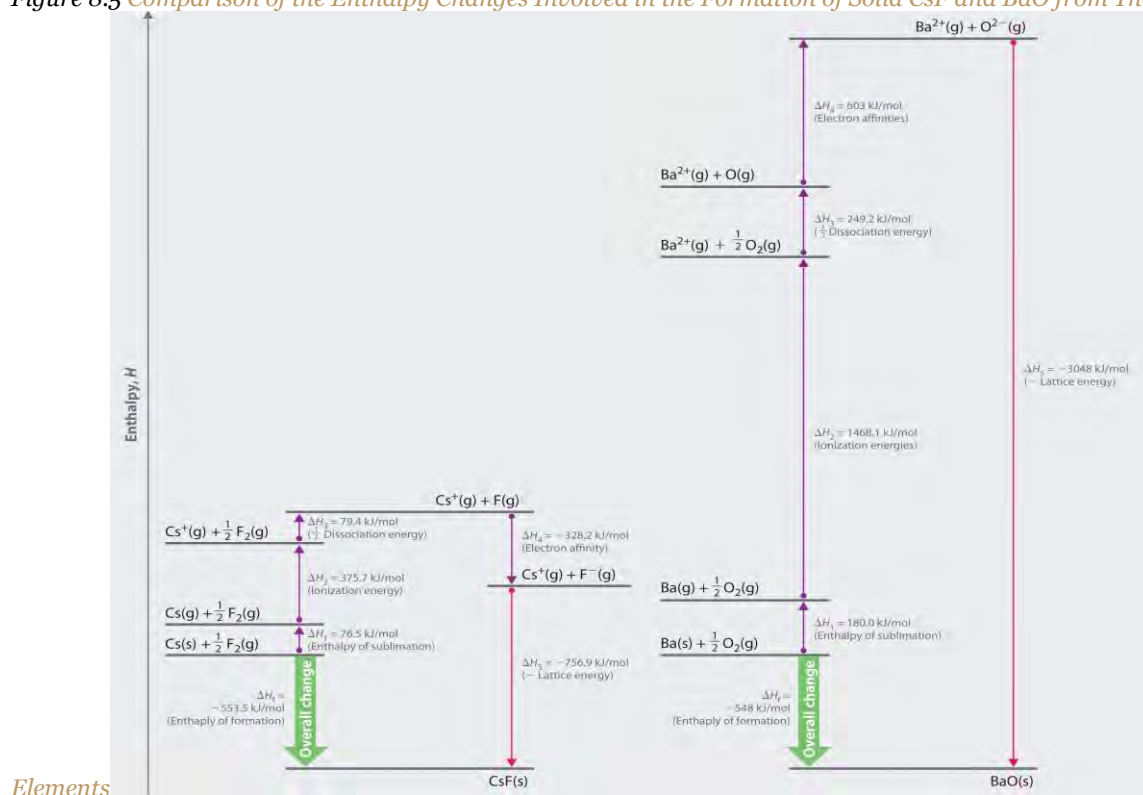 Figure 8.5 Comparison of the Enthalpy Changes Involved in the Formation of Solid CsF and BaO from
Ba²⁺(g) + O²⁻(g)
ΔH₄ = 603 kJ/mol
(Electron affinities)
Ba²⁺(g) + O(g)
ΔH₃ = 249.2 kJ/mol
(½ Dissociation energy)
Ba²⁺(g) + ½ O₂(g)
ΔH₅ = −3048 kJ/mol
(− Lattice energy)
Enthalpy, H
ΔH₂ = 1468.1 kJ/mol
(Ionization energies)
Cs⁺(g) + F(g)
Cs⁺(g) + ½ F₂(g)
ΔH₃ = 79.4 kJ/mol
(½ Dissociation energy)
ΔH₄ = −328.2 kJ/mol
(Electron affinity)
Cs⁺(g) + F⁻(g)
ΔH₂ = 375.7 kJ/mol
(Ionization energy)
Cs(g) + ½ F₂(g)
ΔH₁ = 76.5 kJ/mol
(Enthalpy of sublimation)
Cs(s) + ½ F₂(g)
Ba(g) + ½ O₂(g)
ΔH₁ = 180.0 kJ/mol
(Enthalpy of sublimation)
Ba(s) + ½ O₂(g)
ΔH₅ = −756.9 kJ/mol
(− Lattice energy)
ΔHf =
−553.5 kJ/mol
(Enthaply of formation)
Overall change
ΔHf =
−548 kJ/mol
(Enthaply of formation)
Overall change
CsF(s)
BaO(s)
Elements